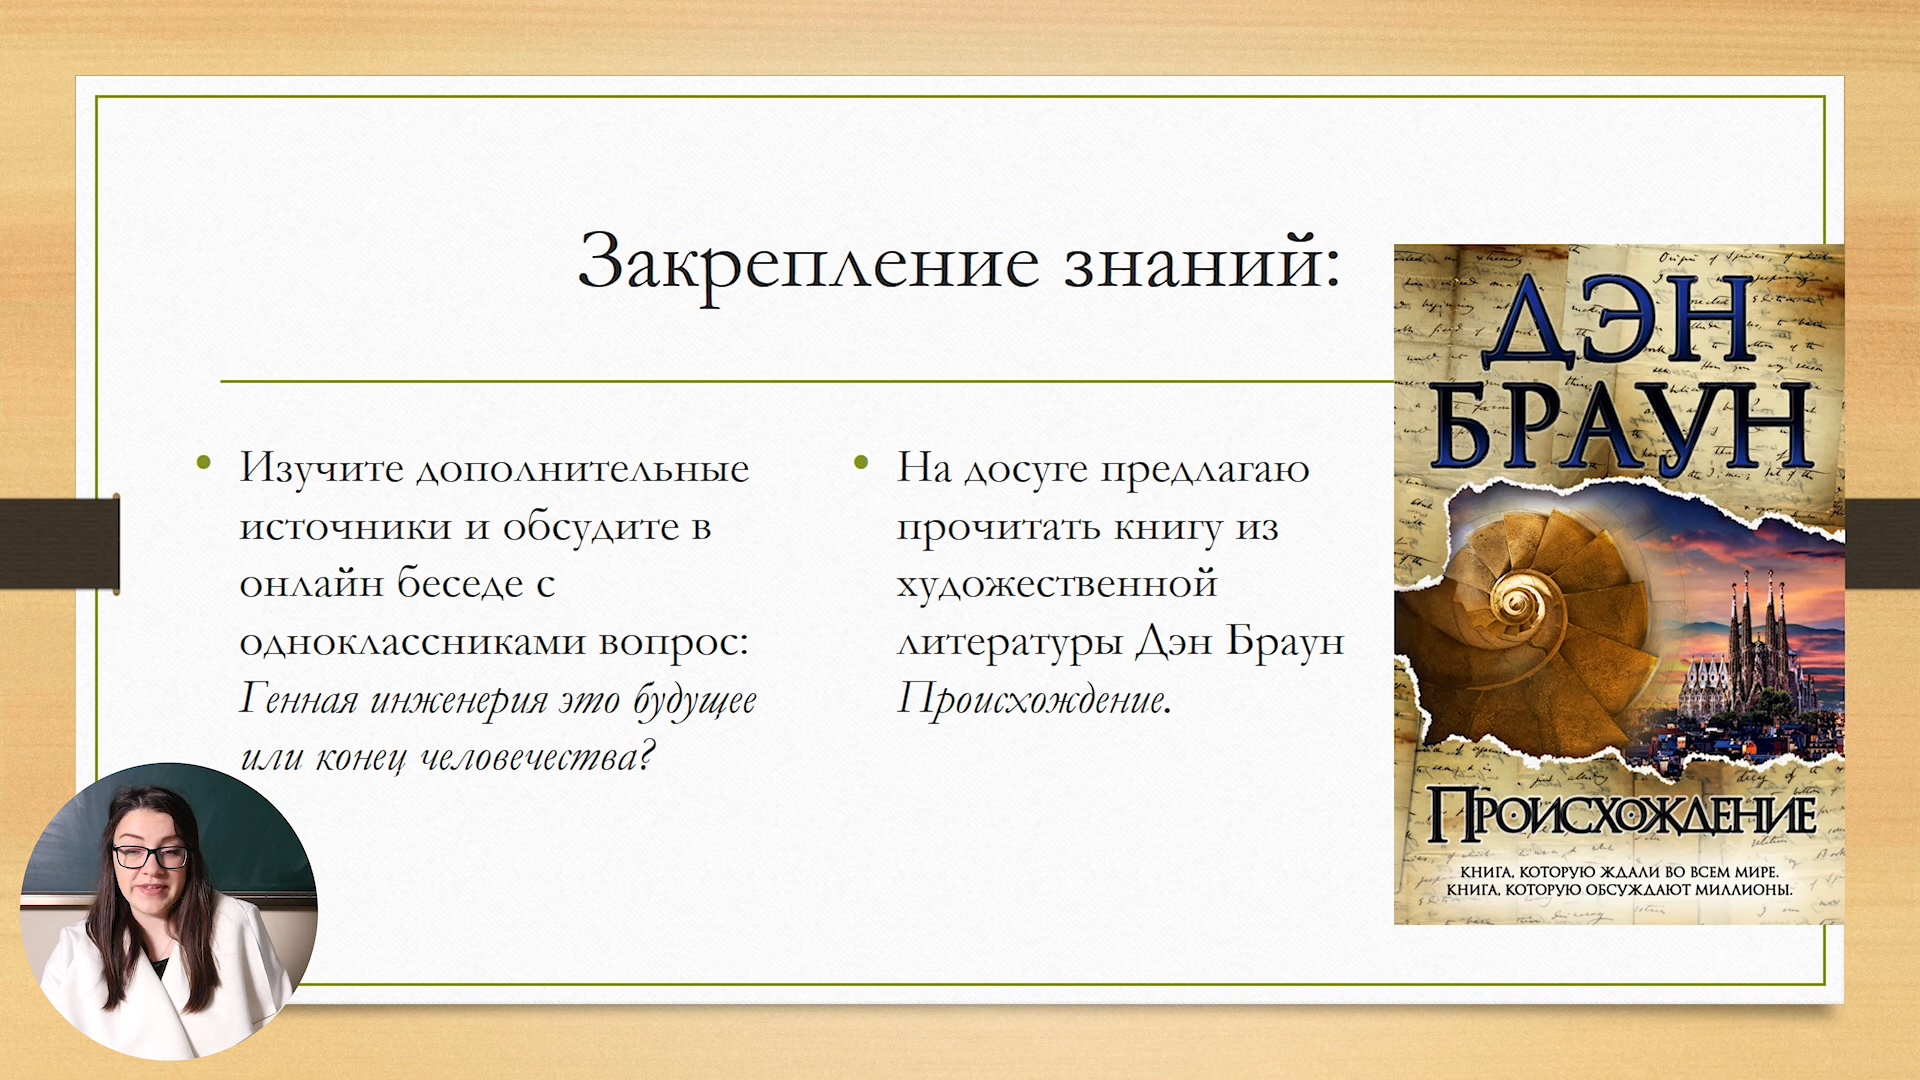 Закрепление знаний:
Изучите дополнительные
источники и обсудите в
онлайн беседе с
одноклассниками вопрос:
Генная инженерия это будущее
или конец человечества?
На досуге предлагаю
прочитать книгу из
художественной
литературы Дэн Браун
Происхождение.
ДЭН
БРАУН
ПРОИСХОЖДЕНИЕ
КНИГА, КОТОРУЮ ЖДАЛИ ВО ВСЕМ МИРЕ.
КНИГА, КОТОРУЮ ОБСУЖДАЮТ МИЛЛИОНЫ.